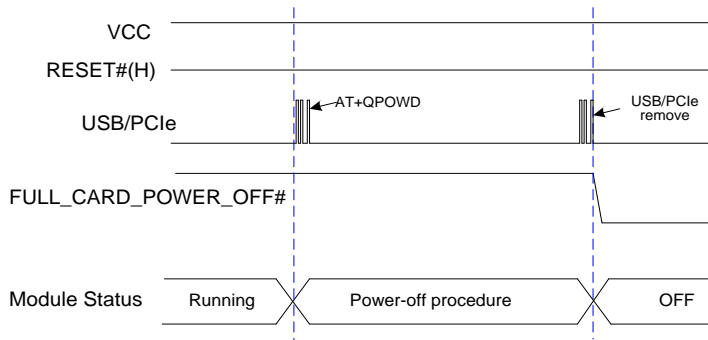 VCC
RESET#(H)
USB/PCIe
AT+QPOWD
USB/PCIe
remove
FULL_CARD_POWER_OFF#
Module Status
Running
Power-off procedure
OFF